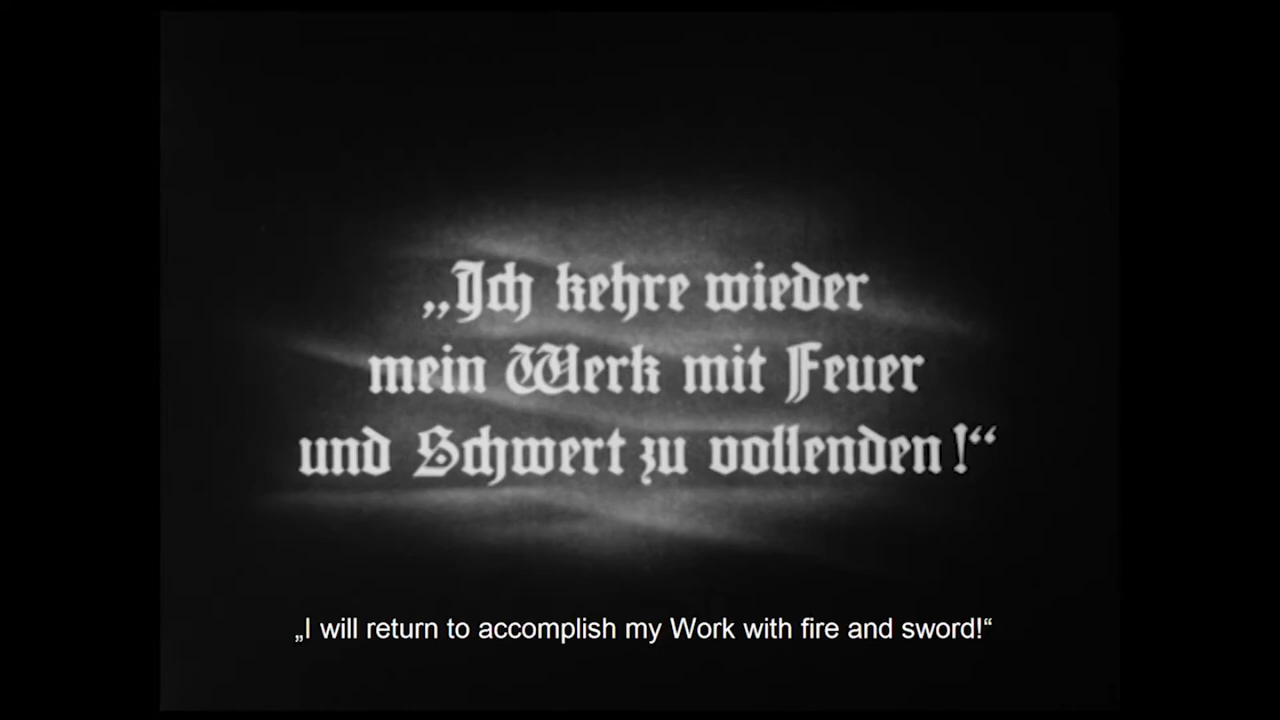 „Ich kehre wieder
mein Werk mit Feuer
und Schwert zu vollenden!“
„I will return to accomplish my Work with fire and sword!“